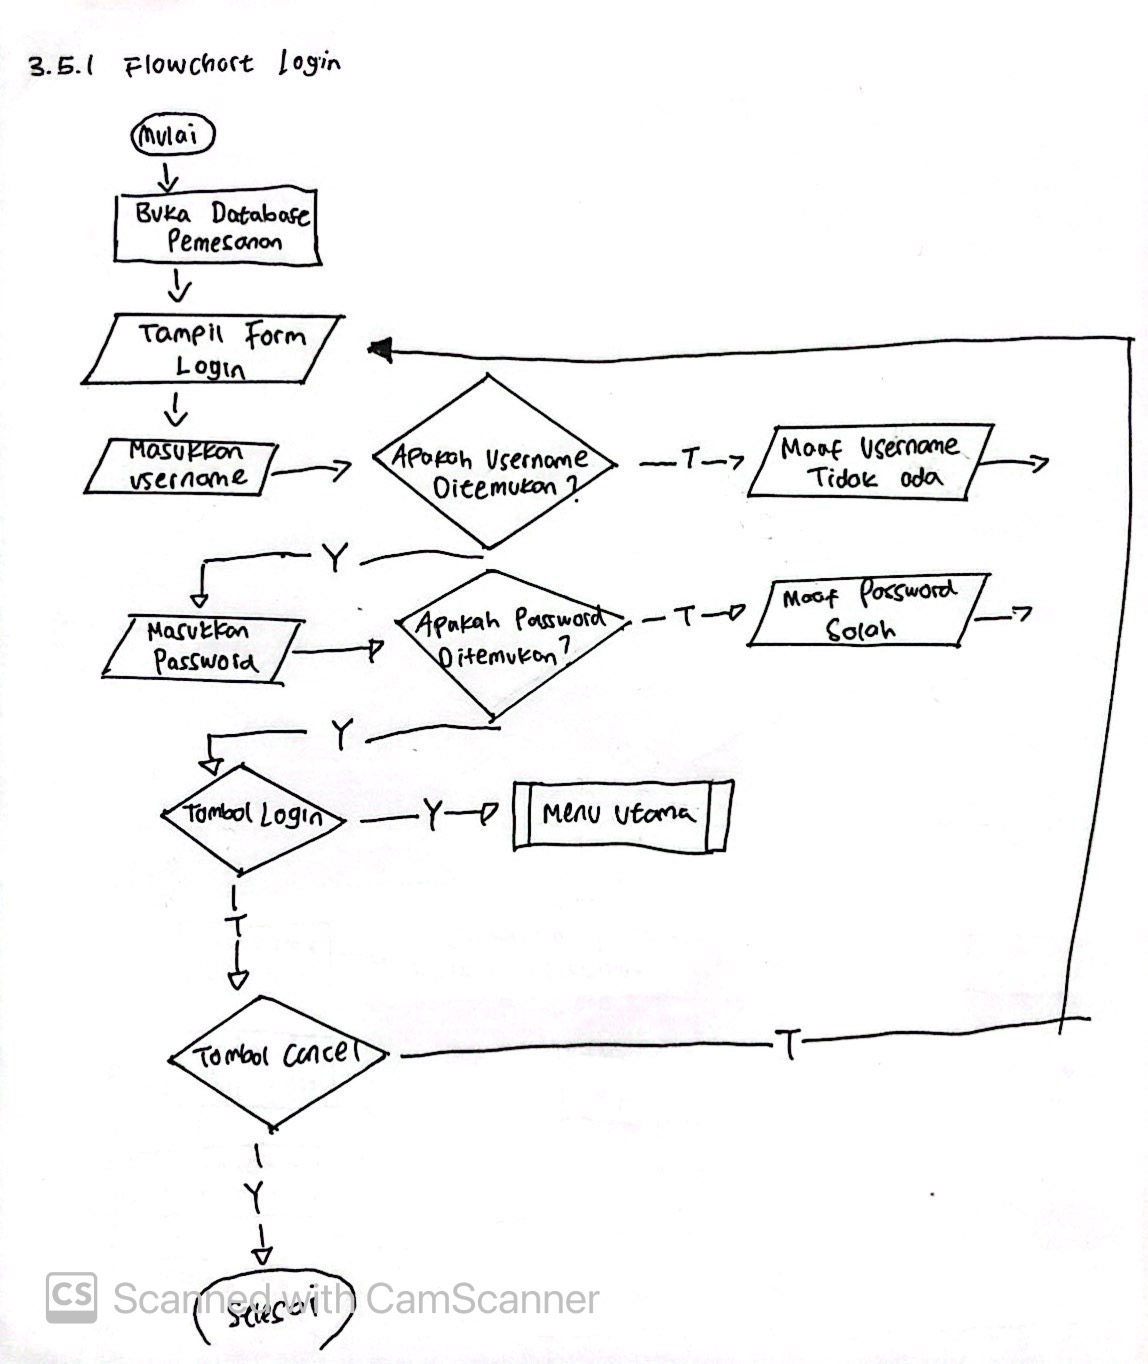 3.5.1 Flowchart Login
Mulai
Buka Database
Pemesanan
Tampil Form
Login
Masukkan
username
Apakah Username
Ditemukan?
T
Maaf Username
Tidak ada
Y
Masukkan
Password
Apakah Password
Ditemukan?
T
Maaf Password
Salah
Y
Tombol Login
Y
Menu Utama
T
Tombol Cancel
T
Y
Selesai
CS Scanned with CamScanner